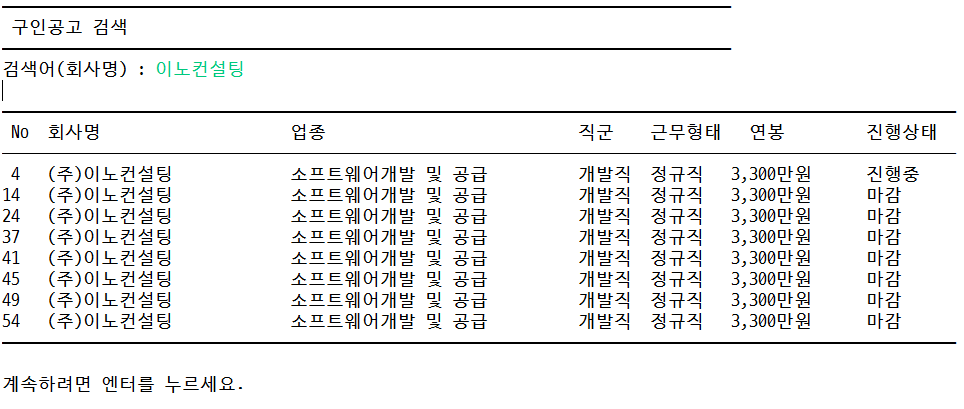 구인공고 검색
검색어(회사명) : 이노컨설팅
No 회사명 업종 직군 근무형태 연봉 진행상태
4 (주)이노컨설팅 소프트웨어개발 및 공급 개발직 정규직 3,300만원 진행중
14 (주)이노컨설팅 소프트웨어개발 및 공급 개발직 정규직 3,300만원 마감
24 (주)이노컨설팅 소프트웨어개발 및 공급 개발직 정규직 3,300만원 마감
37 (주)이노컨설팅 소프트웨어개발 및 공급 개발직 정규직 3,300만원 마감
41 (주)이노컨설팅 소프트웨어개발 및 공급 개발직 정규직 3,300만원 마감
45 (주)이노컨설팅 소프트웨어개발 및 공급 개발직 정규직 3,300만원 마감
49 (주)이노컨설팅 소프트웨어개발 및 공급 개발직 정규직 3,300만원 마감
54 (주)이노컨설팅 소프트웨어개발 및 공급 개발직 정규직 3,300만원 마감
계속하려면 엔터를 누르세요.